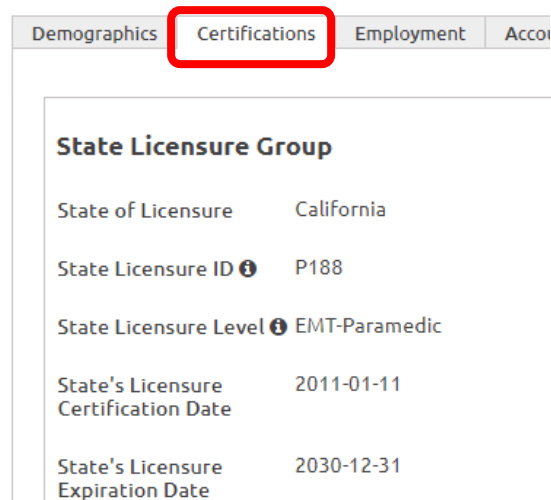 Demographics Certifications Employment
State Licensure Group
State of Licensure California
State Licensure ID P188
State Licensure Level EMT-Paramedic
State's Licensure 2011-01-11
Certification Date
State's Licensure 2030-12-31
Expiration Date